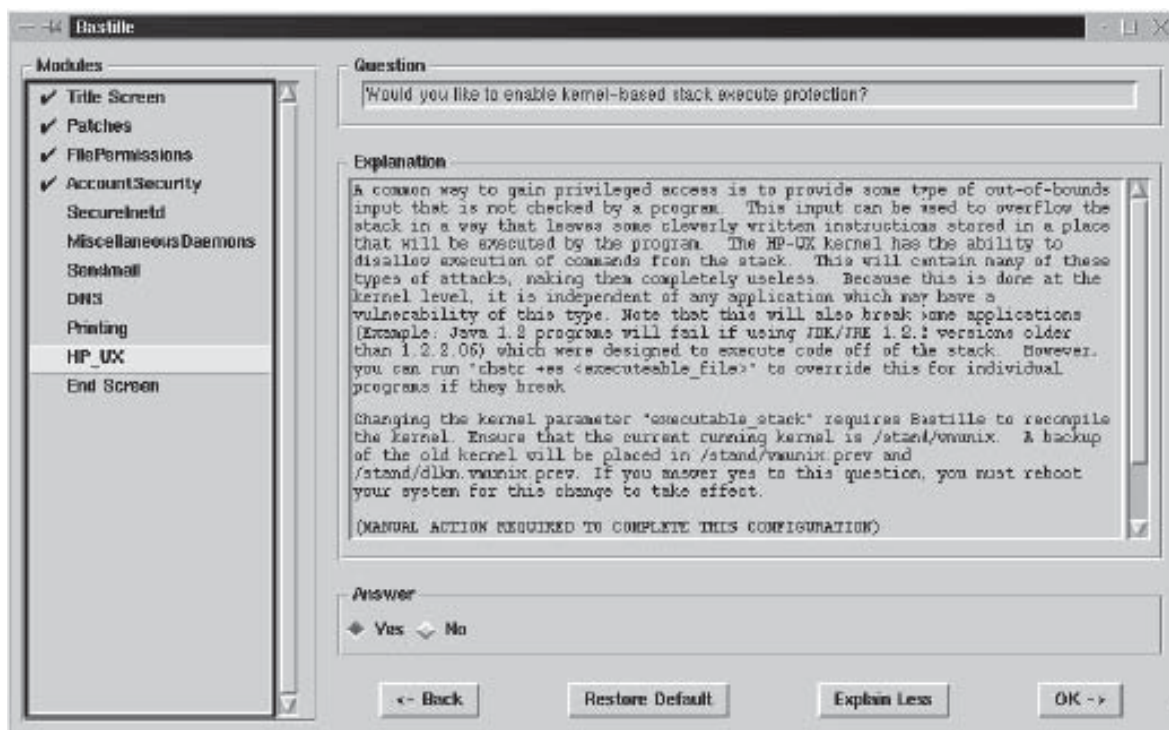 Bastille
Modules
Title Screen
Patches
FilePermissions
AccountSecurity
SecureInetd
MiscellaneousDaemons
Sendmail
DNS
Printing
HP_UX
End Screen
Question
Would you like to enable kernel-based stack execute protection?
Explanation
A common way to gain privileged access is to provide some type of out-of-bounds
input that is not checked by a program. This input can be used to overflow the
stack in a way that leaves some cleverly written instructions stored in a place
that will be executed by the program. The HP-UX kernel has the ability to
disallow execution of commands from the stack. This will contain many of these
types of attacks, making them completely useless. Because this is done at the
kernel level, it is independent of any application which may have a
vulnerability of this type. Note that this will also break some applications
(Example: Java 1.2 programs will fail if using JDK/JRE 1.2.2 versions older
than 1.2.2.06) which were designed to execute code off of the stack. However,
you can run "chatr +es <executeable_file>" to override this for individual
programs if they break
Changing the kernel parameter "executable_stack" requires Bastille to recompile
the kernel. Ensure that the current running kernel is /stand/vmunix. A backup
of the old kernel will be placed in /stand/vmunix.prev and
/stand/dlkm.vmunix.prev. If you answer yes to this question, you must reboot
your system for this change to take effect.
(MANUAL ACTION REQUIRED TO COMPLETE THIS CONFIGURATION)
Answer
Yes No
<- Back Restore Default Explain Less OK ->